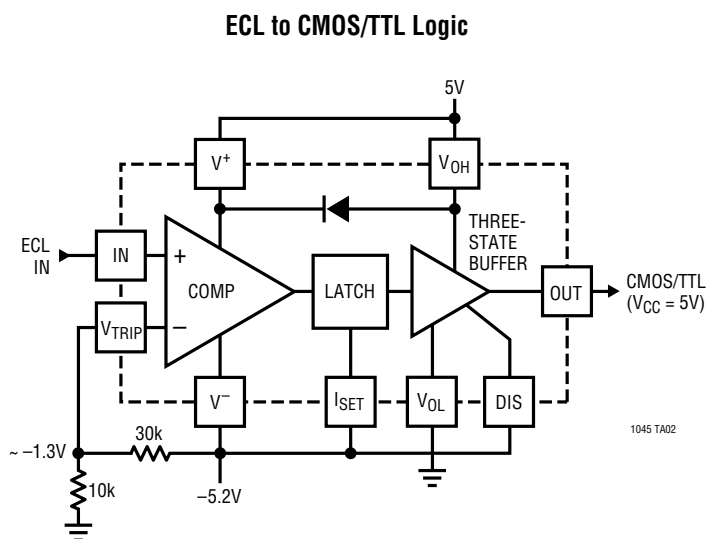 ECL to CMOS/TTL Logic
5V
V+
VOH
THREE-
STATE
BUFFER
ECL
IN
IN
+
COMP
LATCH
OUT
CMOS/TTL
(VCC = 5V)
VTRIP
–
V–
ISET
VOL
DIS
1045 TA02
~ –1.3V
30k
10k
–5.2V